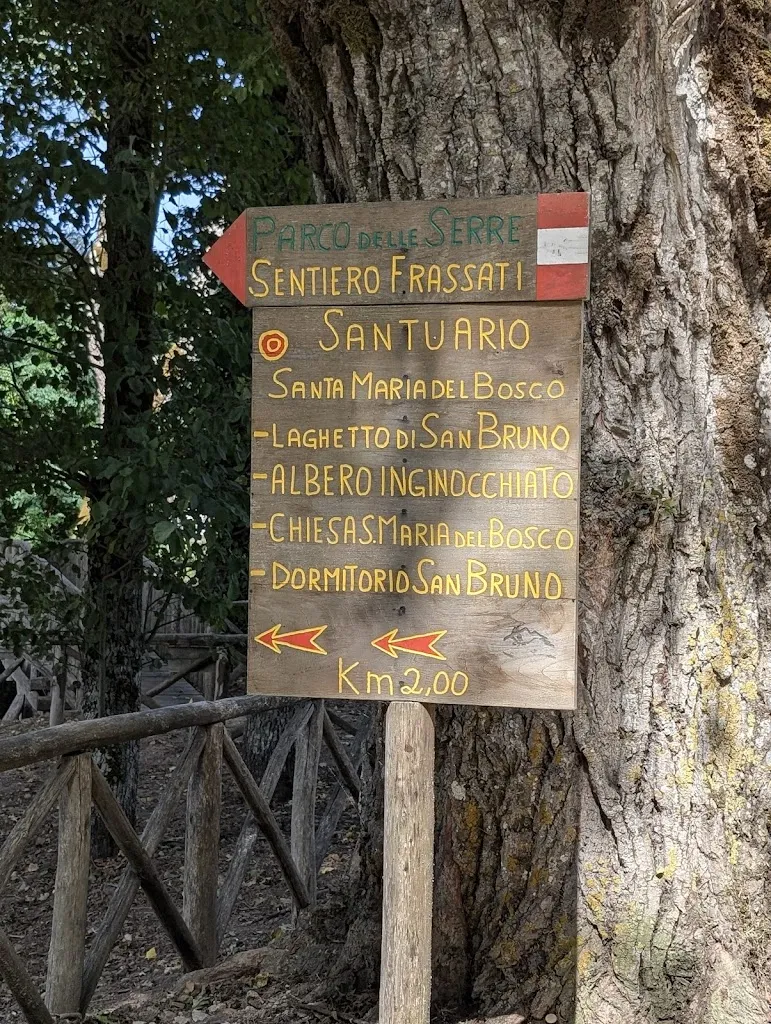 PARCO DELLE SERRE
SENTIERO FRASSATI
SANTUARIO
SANTA MARIA DEL BOSCO
- LAGHETTO DI SAN BRUNO
- ALBERO INGINOCCHIATO
- CHIESA S. MARIA DEL BOSCO
- DORMITORIO SAN BRUNO
Km 2,00